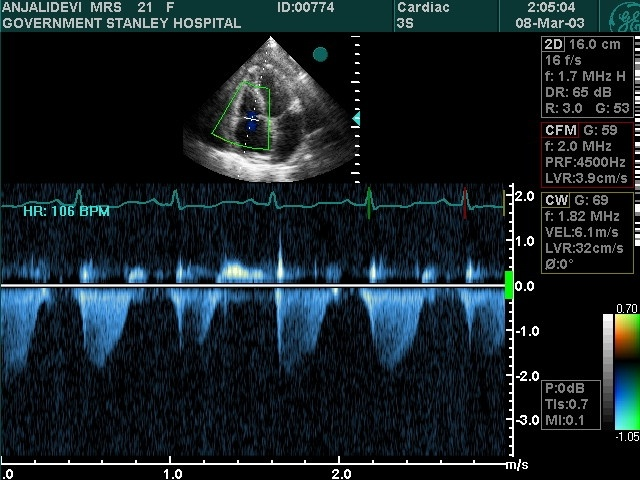 ANJALIDEVI MRS 21 F ID:00774 Cardiac 2:05:04
GOVERNMENT STANLEY HOSPITAL 3S 08-Mar-03
2D 16.0 cm
16 f/s
f: 1.7 MHz H
DR: 65 dB
R: 3.0 G: 53
CFM G: 59
f: 2.0 MHz
PRF:4500Hz
LVR:3.9cm/s
CW G: 69
f: 1.82 MHz
VEL:6.1m/s
LVR:32cm/s
Ø:0°
HR: 106 BPM
2.0
1.0
0.0
-1.0
-2.0
-3.0
m/s
0.70
-1.05
P:0dB
TIs:0.7
MI:0.1
.0 1.0 2.0